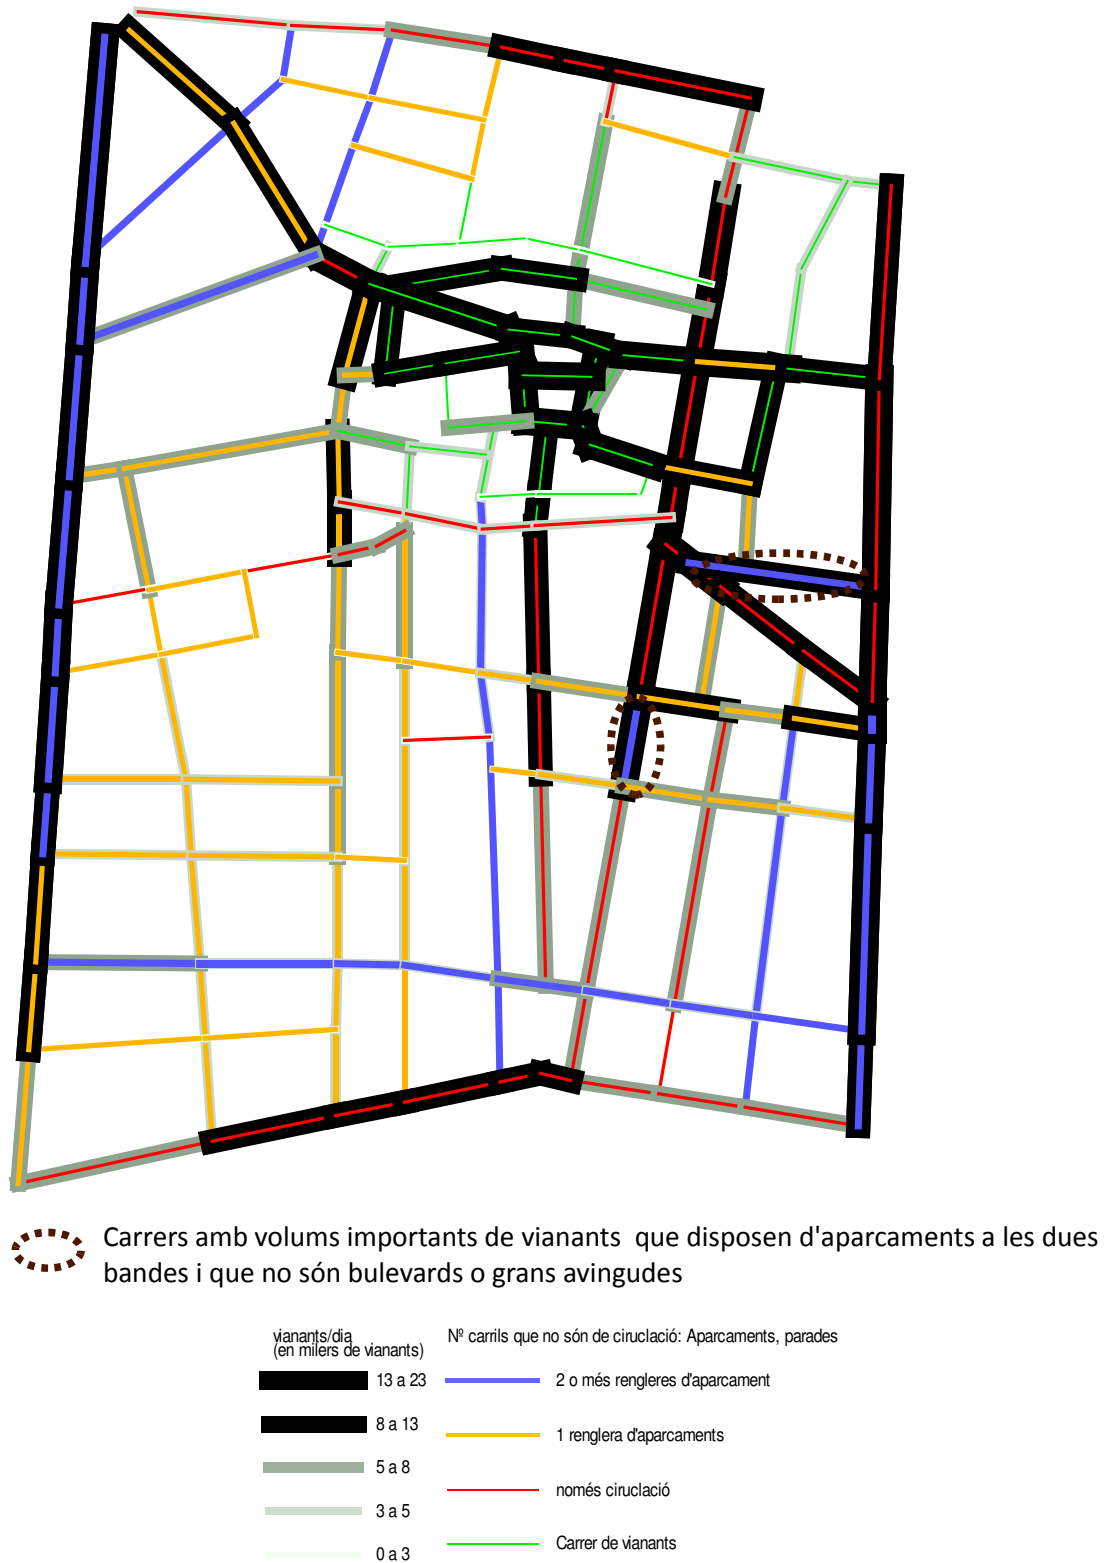 Carrers amb volums importants de vianants que disposen d'aparcaments a les dues
bandes i que no són bulevards o grans avingudes
vianants/dia
(en milers de vianants)
Nº carrils que no són de ciruclació: Aparcaments, parades
13 a 23
2 o més rengleres d'aparcament
8 a 13
1 renglera d'aparcaments
5 a 8
només ciruclació
3 a 5
Carrer de vianants
0 a 3